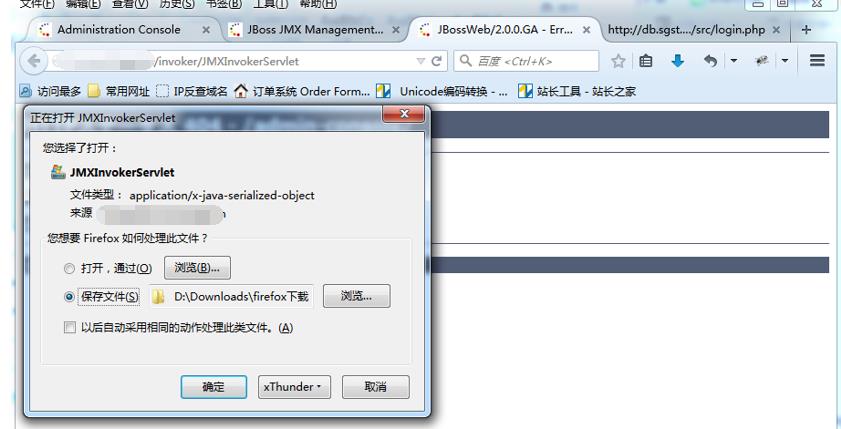 文件(F) 编辑(E) 查看(V) 历史(S) 书签(B) 工具(T) 帮助(H)
Administration Console × JBoss JMX Management... × JBossWeb/2.0.0.GA - Err... × http://db.sgst.../src/login.php × +
/invoker/JMXInvokerServlet 百度 <Ctrl+K>
访问最多 常用网址 IP反查域名 订单系统 Order Form... Unicode编码转换 - ... 站长工具 - 站长之家
正在打开 JMXInvokerServlet
您选择了打开：
JMXInvokerServlet
文件类型： application/x-java-serialized-object
来源
您想要 Firefox 如何处理此文件？
打开，通过(O) 浏览(B)...
保存文件(S) D:\Downloads\firefox下载 浏览...
以后自动采用相同的动作处理此类文件。(A)
确定 xThunder 取消